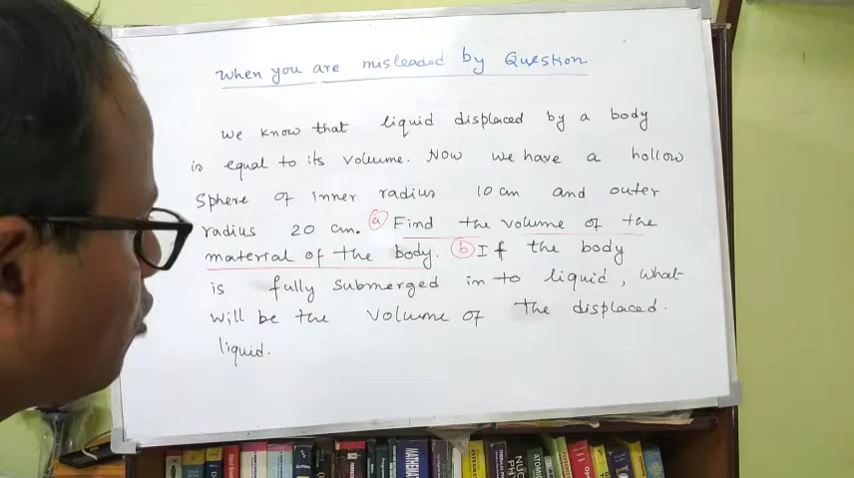 When you are misleaded by Question
We know that liquid displaced by a body
is equal to its volume. Now we have a hollow
Sphere of inner radius 10 cm and outer
radius 20 cm. (a) Find the volume of the
material of the body. (b) If the body
is fully submerged in to liquid, what
will be the volume of the displaced.
liquid.